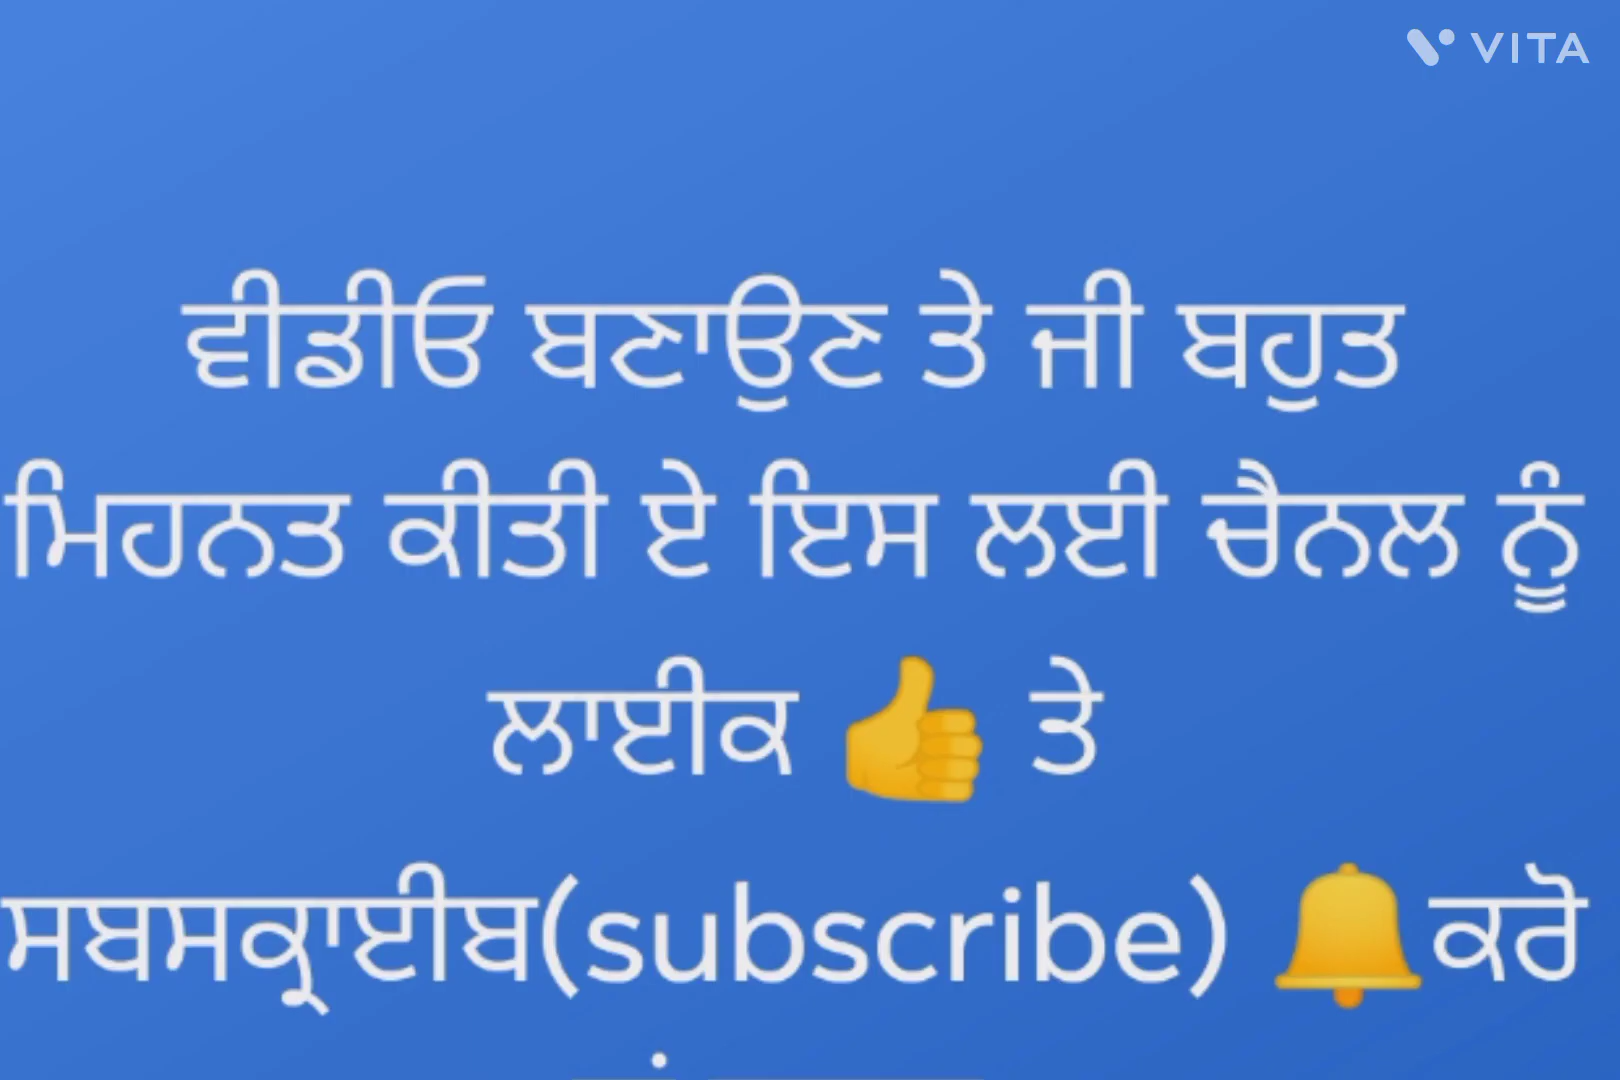 VITA
ਵੀਡੀਓ ਬਣਾਉਣ ਤੇ ਜੀ ਬਹੁਤ
ਮਿਹਨਤ ਕੀਤੀ ਏ ਇਸ ਲਈ ਚੈਨਲ ਨੂੰ
ਲਾਈਕ 👍 ਤੇ
ਸਬਸਕ੍ਰਾਈਬ(subscribe) 🔔ਕਰੋ